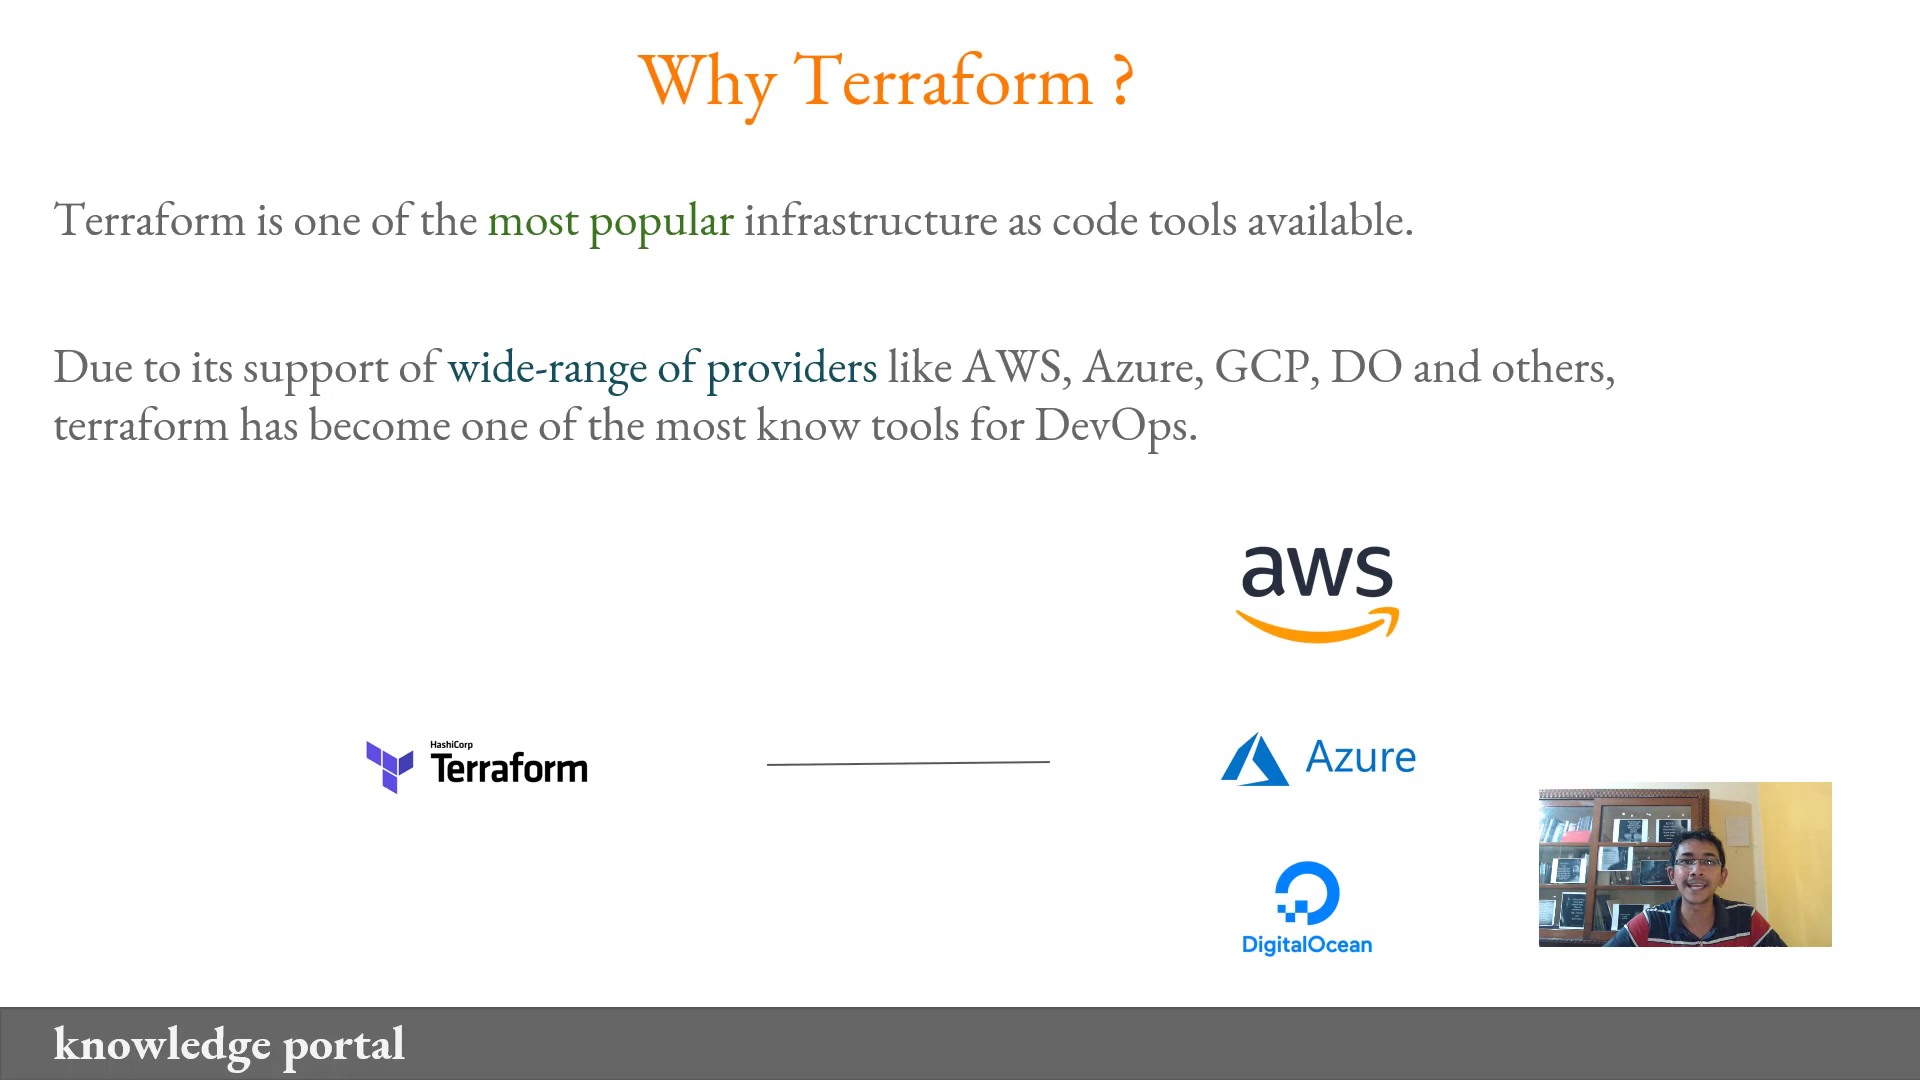 Why Terraform ?
Terraform is one of the most popular infrastructure as code tools available.
Due to its support of wide-range of providers like AWS, Azure, GCP, DO and others,
terraform has become one of the most know tools for DevOps.
aws
HashiCorp
Terraform
Azure
DigitalOcean
knowledge portal